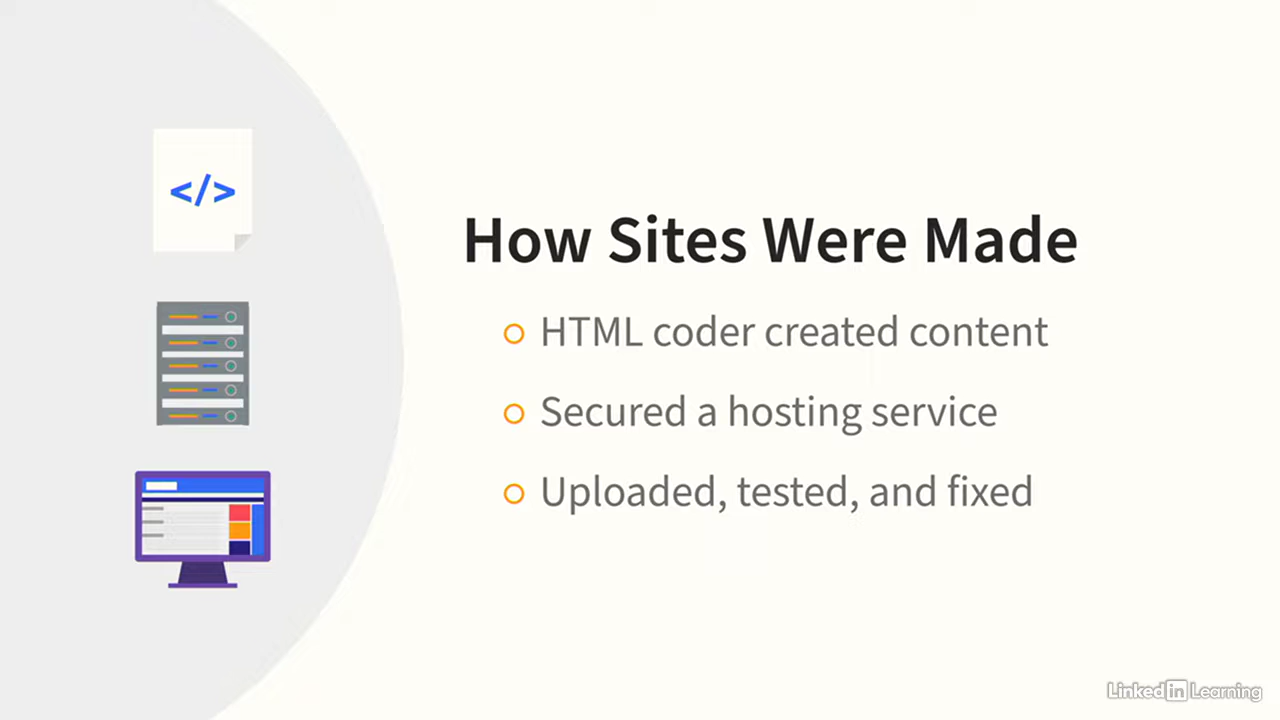 </>
How Sites Were Made
HTML coder created content
Secured a hosting service
Uploaded, tested, and fixed
LinkedIn Learning